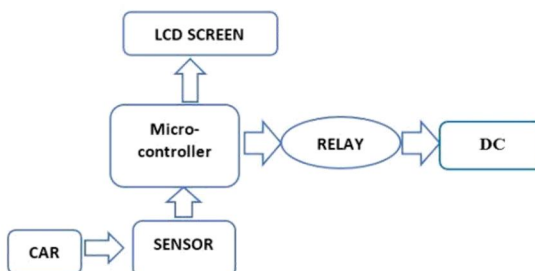 LCD SCREEN
Micro-
controller
RELAY
DC
CAR
SENSOR